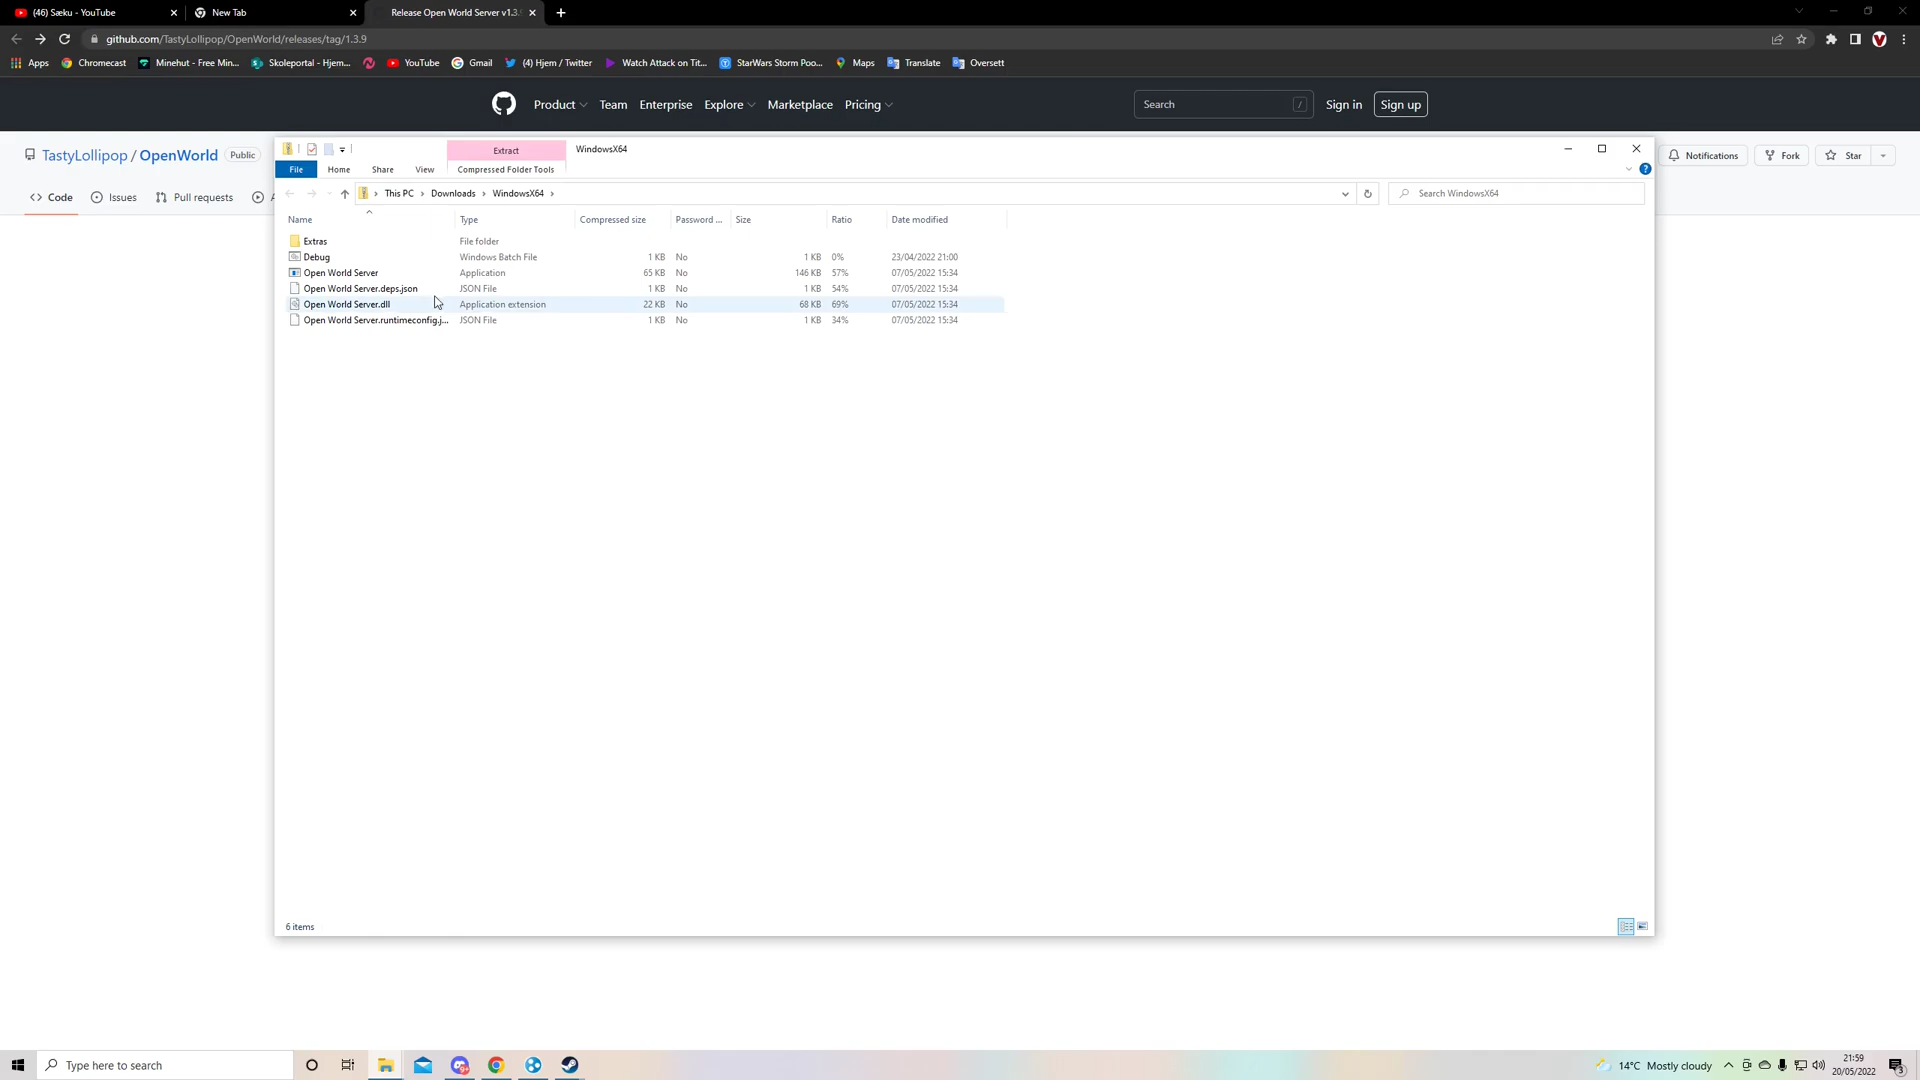 (46) Sæku - YouTube
New Tab
Release Open World Server v1.3.9
github.com/TastyLollipop/OpenWorld/releases/tag/1.3.9
Apps Chromecast Minehut - Free Min... Skoleportal - Hjem... YouTube Gmail (4) Hjem / Twitter Watch Attack on Tit... StarWars Storm Poo... Maps Translate Oversett
Product Team Enterprise Explore Marketplace Pricing Search / Sign in Sign up
TastyLollipop / OpenWorld Public
Notifications Fork Star
Code Issues Pull requests A
Extract WindowsX64
File Home Share View Compressed Folder Tools
This PC > Downloads > WindowsX64 >
Search WindowsX64
Name Type Compressed size Password ... Size Ratio Date modified
Extras File folder
Debug Windows Batch File 1 KB No 1 KB 0% 23/04/2022 21:00
Open World Server Application 65 KB No 146 KB 57% 07/05/2022 15:34
Open World Server.deps.json JSON File 1 KB No 1 KB 54% 07/05/2022 15:34
Open World Server.dll Application extension 22 KB No 68 KB 69% 07/05/2022 15:34
Open World Server.runtimeconfig.j... JSON File 1 KB No 1 KB 34% 07/05/2022 15:34
6 items
Type here to search
14°C Mostly cloudy
21:59
20/05/2022
3